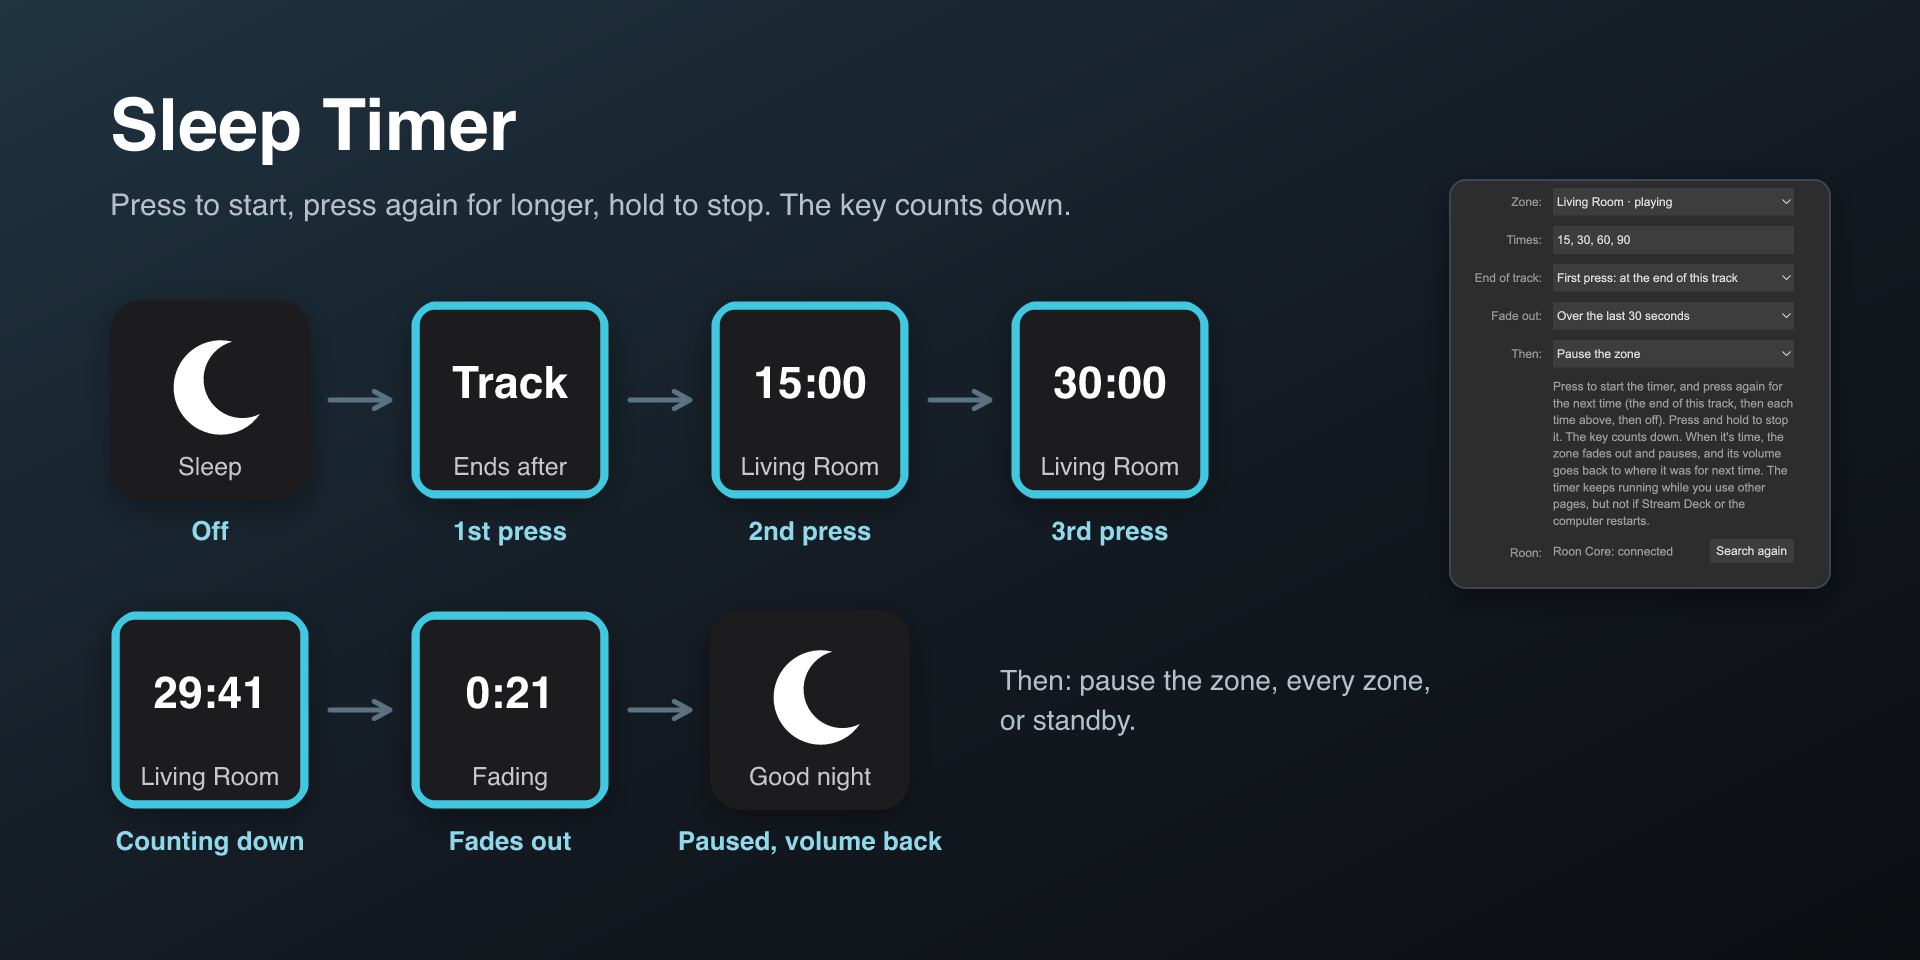 Sleep Timer
Press to start, press again for longer, hold to stop. The key counts down.
Sleep
Off
Track
Ends after
1st press
15:00
Living Room
2nd press
30:00
Living Room
3rd press
29:41
Living Room
Counting down
0:21
Fading
Fades out
Good night
Paused, volume back
Then: pause the zone, every zone,
or standby.
Zone: Living Room · playing
Times: 15, 30, 60, 90
End of track: First press: at the end of this track
Fade out: Over the last 30 seconds
Then: Pause the zone
Press to start the timer, and press again for
the next time (the end of this track, then each
time above, then off). Press and hold to stop
it. The key counts down. When it's time, the
zone fades out and pauses, and its volume
goes back to where it was for next time. The
timer keeps running while you use other
pages, but not if Stream Deck or the
computer restarts.
Roon: Roon Core: connected Search again